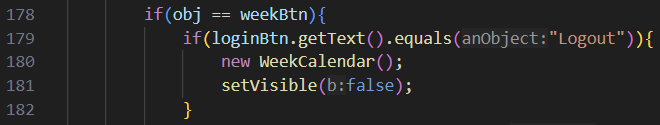 178 if(obj == weekBtn){
179 if(loginBtn.getText().equals(anObject:"Logout")){
180 new WeekCalendar();
181 setVisible(b:false);
182 }